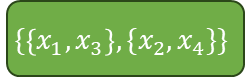 {{x₁, x₃}, {x₂, x₄}}